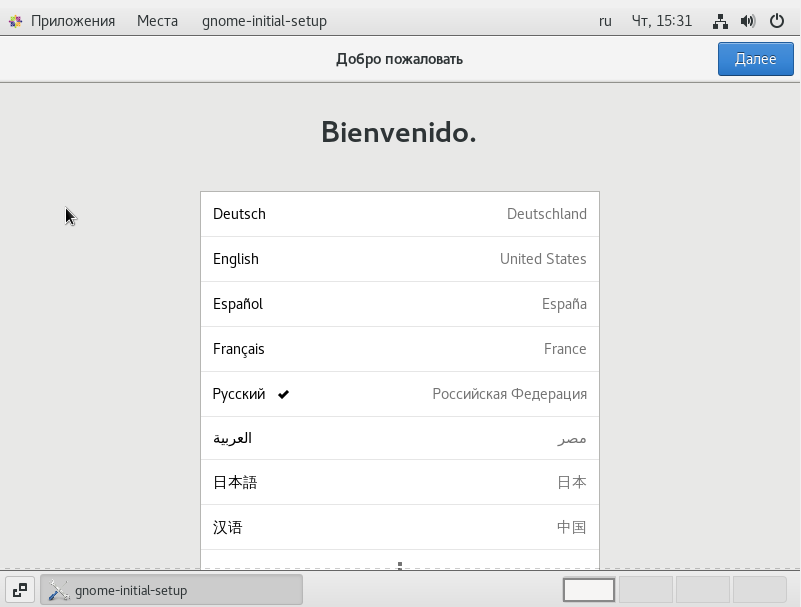 Приложения Места gnome-initial-setup ru Чт, 15:31
Добро пожаловать Далее
Bienvenido.
Deutsch Deutschland
English United States
Español España
Français France
Русский Российская Федерация
العربية مصر
日本語 日本
汉语 中国
gnome-initial-setup